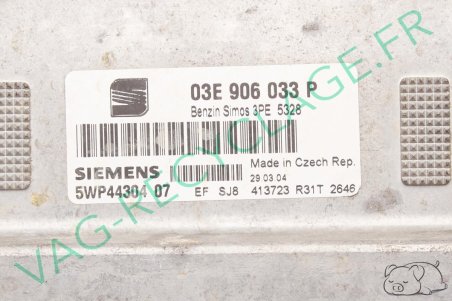 03E 906 033 P
Benzin Simos 3PE 5328
SIEMENS
Made in Czech Rep.
29.03.04
5WP44304 07
EF SJ8 413723 R31T 2646
VAG-RECYCLAGE.FR